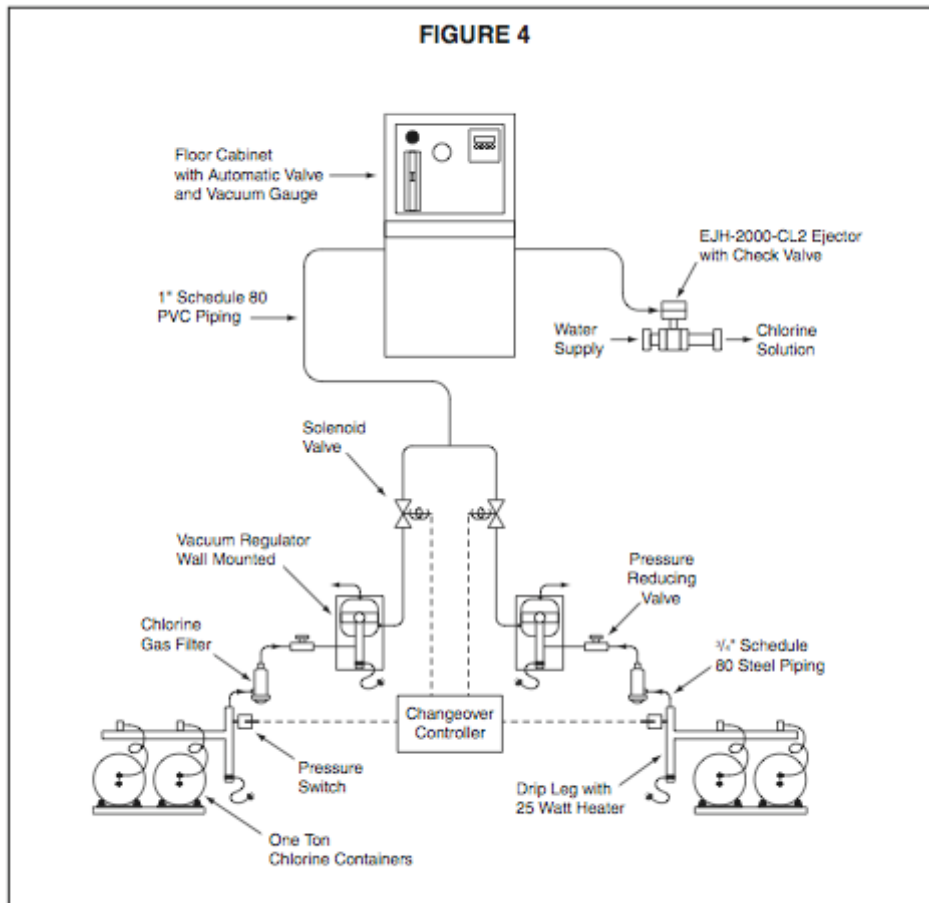 FIGURE 4
Floor Cabinet
with Automatic Valve
and Vacuum Gauge
EJH-2000-CL2 Ejector
with Check Valve
1" Schedule 80
PVC Piping
Water
Supply
Chlorine
Solution
Solenoid
Valve
Vacuum Regulator
Wall Mounted
Pressure
Reducing
Valve
Chlorine
Gas Filter
3/4" Schedule
80 Steel Piping
Changeover
Controller
Pressure
Switch
Drip Leg with
25 Watt Heater
One Ton
Chlorine Containers